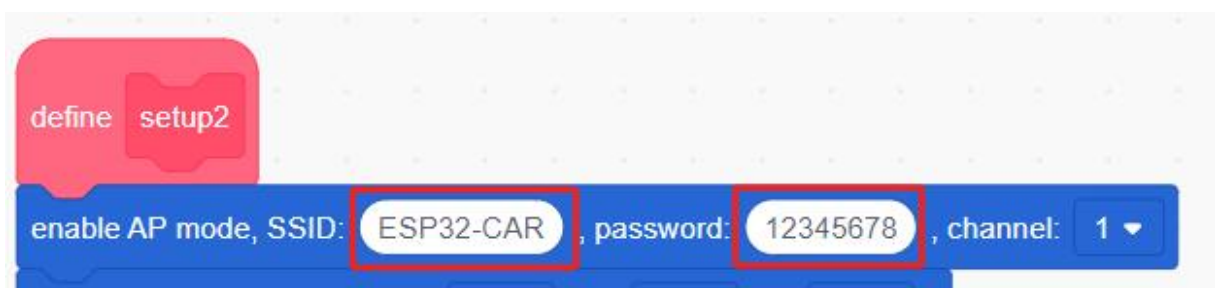 define setup2
enable AP mode, SSID: ESP32-CAR , password: 12345678 , channel: 1